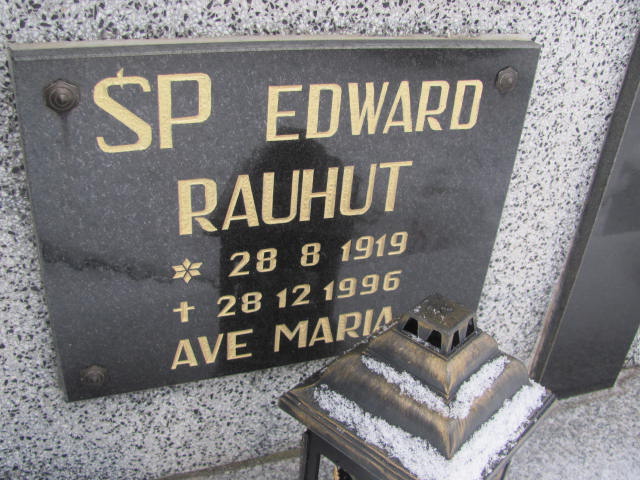 ŚP EDWARD
RAUHUT
* 28 8 1919
✝ 28 12 1996
AVE MARIA